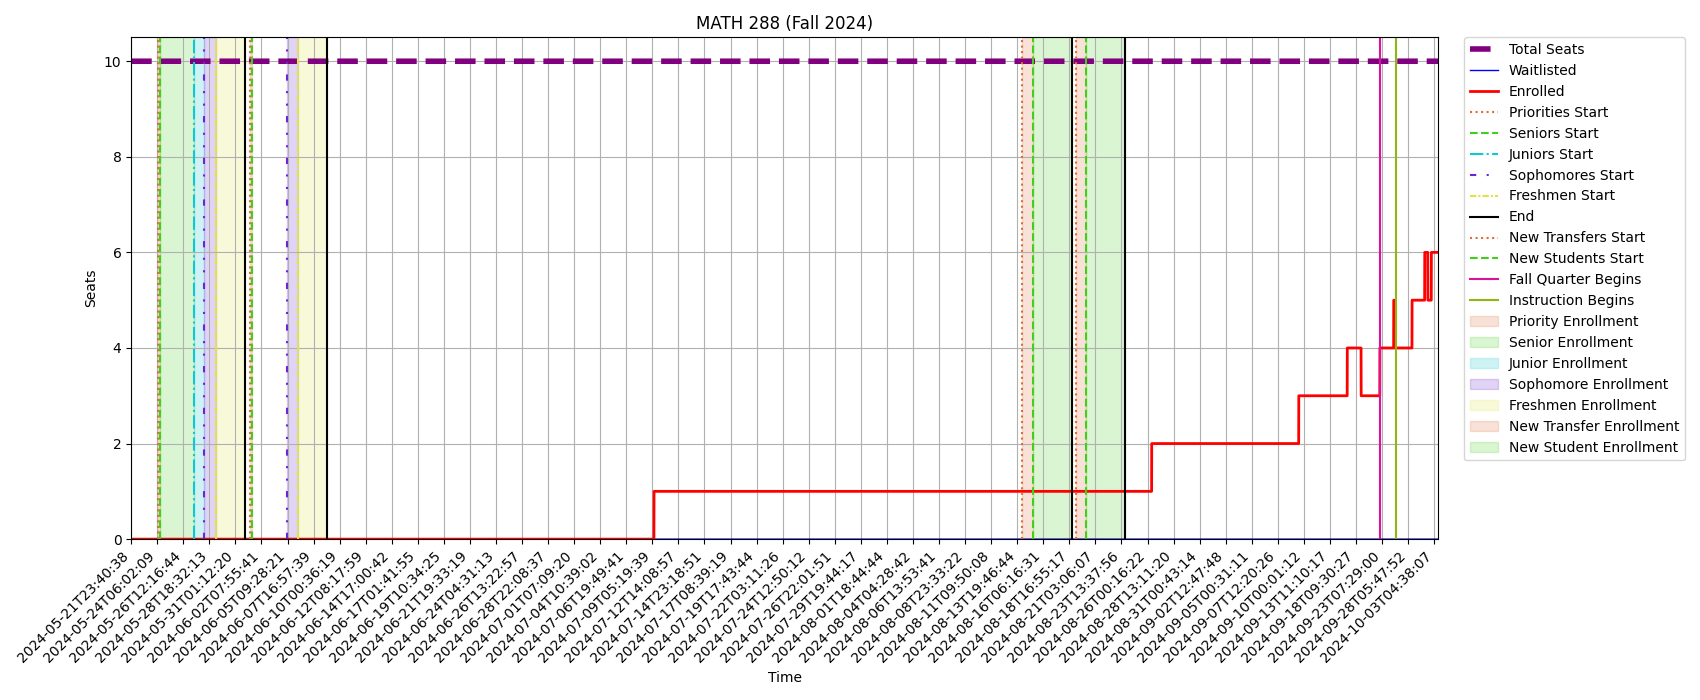 MATH 288 (Fall 2024)
Seats
10
8
6
4
2
0
2024-05-21T23:40:38
2024-05-24T06:02:09
2024-05-26T12:16:44
2024-05-28T18:32:13
2024-05-31T01:12:20
2024-06-02T07:55:41
2024-06-05T09:28:21
2024-06-07T16:57:39
2024-06-10T00:36:19
2024-06-12T08:17:59
2024-06-14T17:00:42
2024-06-17T01:41:55
2024-06-19T10:34:25
2024-06-21T19:33:19
2024-06-24T04:31:13
2024-06-26T13:22:57
2024-06-28T22:08:37
2024-07-01T07:09:20
2024-07-04T10:39:02
2024-07-06T19:49:41
2024-07-09T05:19:39
2024-07-12T14:08:57
2024-07-14T23:18:51
2024-07-17T08:39:19
2024-07-19T17:43:44
2024-07-22T03:11:26
2024-07-24T12:50:12
2024-07-26T22:01:51
2024-07-29T19:44:17
2024-08-01T18:44:44
2024-08-04T04:28:42
2024-08-06T13:53:41
2024-08-08T23:33:22
2024-08-11T09:50:08
2024-08-13T19:46:44
2024-08-16T06:16:31
2024-08-18T16:55:17
2024-08-21T03:06:07
2024-08-23T13:37:56
2024-08-26T00:16:22
2024-08-28T13:11:20
2024-08-31T00:43:14
2024-09-02T12:47:48
2024-09-05T00:31:11
2024-09-07T12:20:26
2024-09-10T00:01:12
2024-09-13T11:10:17
2024-09-18T09:30:27
2024-09-23T07:29:00
2024-09-28T05:47:52
2024-10-03T04:38:07
Time
Total Seats
Waitlisted
Enrolled
Priorities Start
Seniors Start
Juniors Start
Sophomores Start
Freshmen Start
End
New Transfers Start
New Students Start
Fall Quarter Begins
Instruction Begins
Priority Enrollment
Senior Enrollment
Junior Enrollment
Sophomore Enrollment
Freshmen Enrollment
New Transfer Enrollment
New Student Enrollment